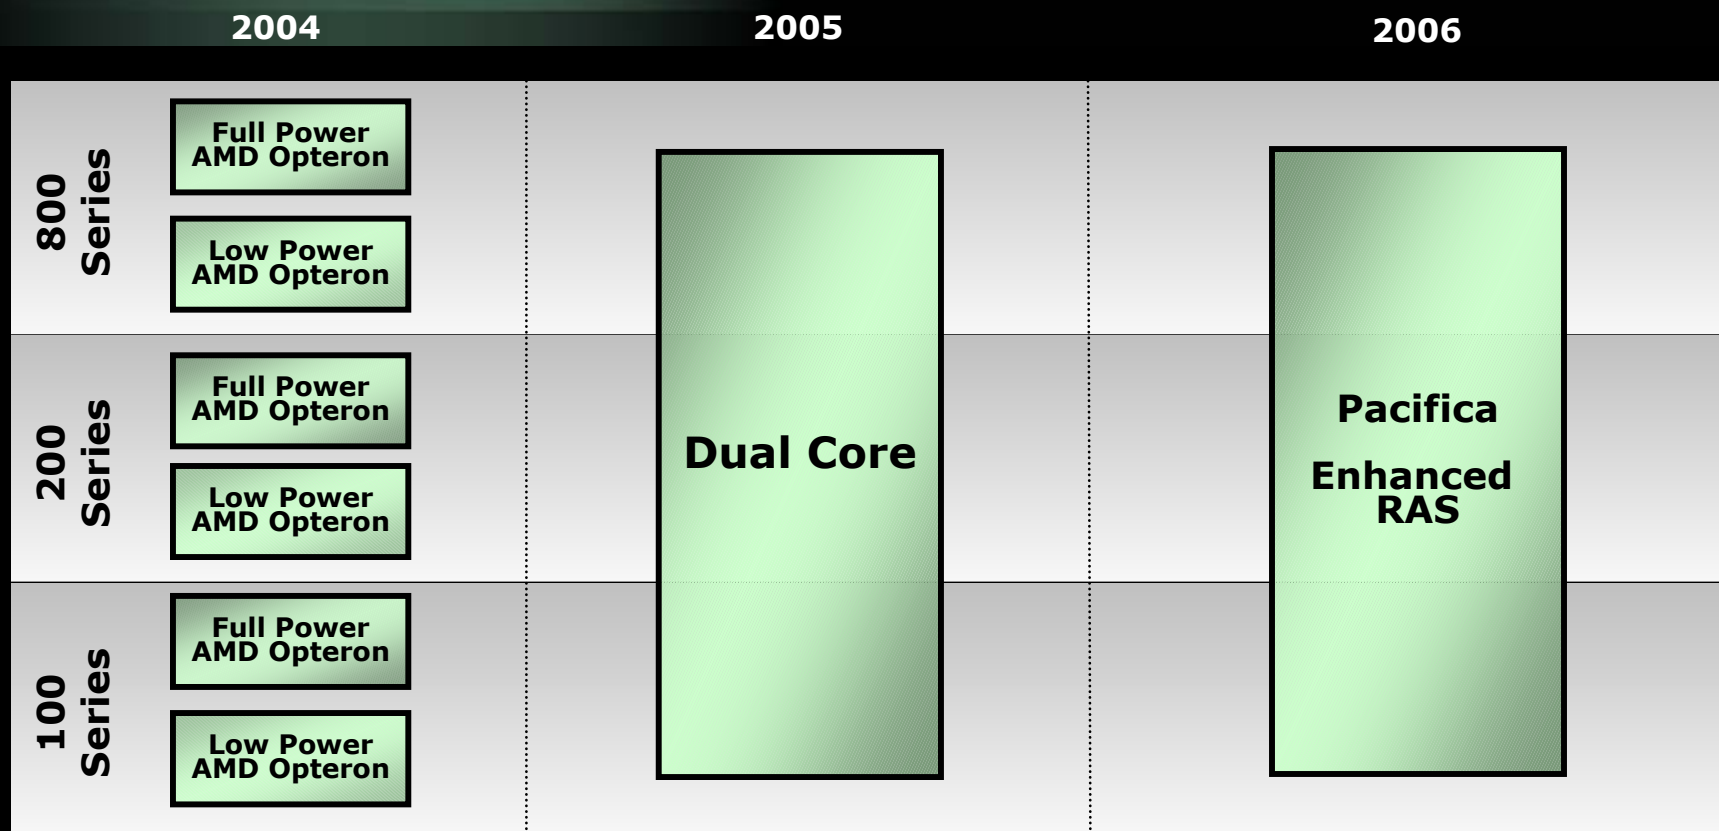 2004
2005
2006
800
Series
Full Power
AMD Opteron
Low Power
AMD Opteron
200
Series
Full Power
AMD Opteron
Low Power
AMD Opteron
100
Series
Full Power
AMD Opteron
Low Power
AMD Opteron
Dual Core
Pacifica
Enhanced
RAS